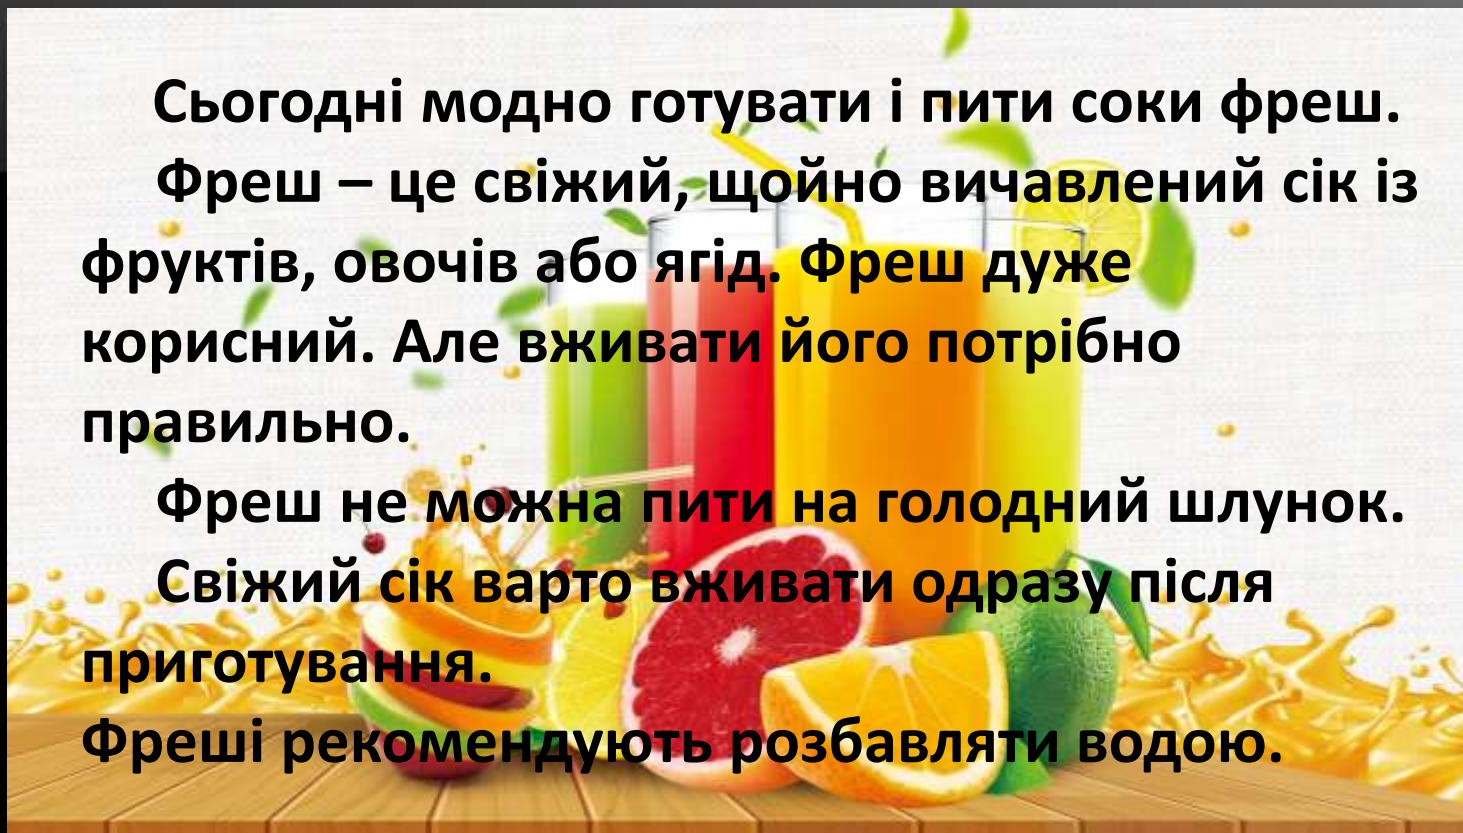 Сьогодні модно готувати і пити соки фреш.
Фреш – це свіжий, щойно вичавлений сік із
фруктів, овочів або ягід. Фреш дуже
корисний. Але вживати його потрібно
правильно.
Фреш не можна пити на голодний шлунок.
Свіжий сік варто вживати одразу після
приготування.
Фреші рекомендують розбавляти водою.